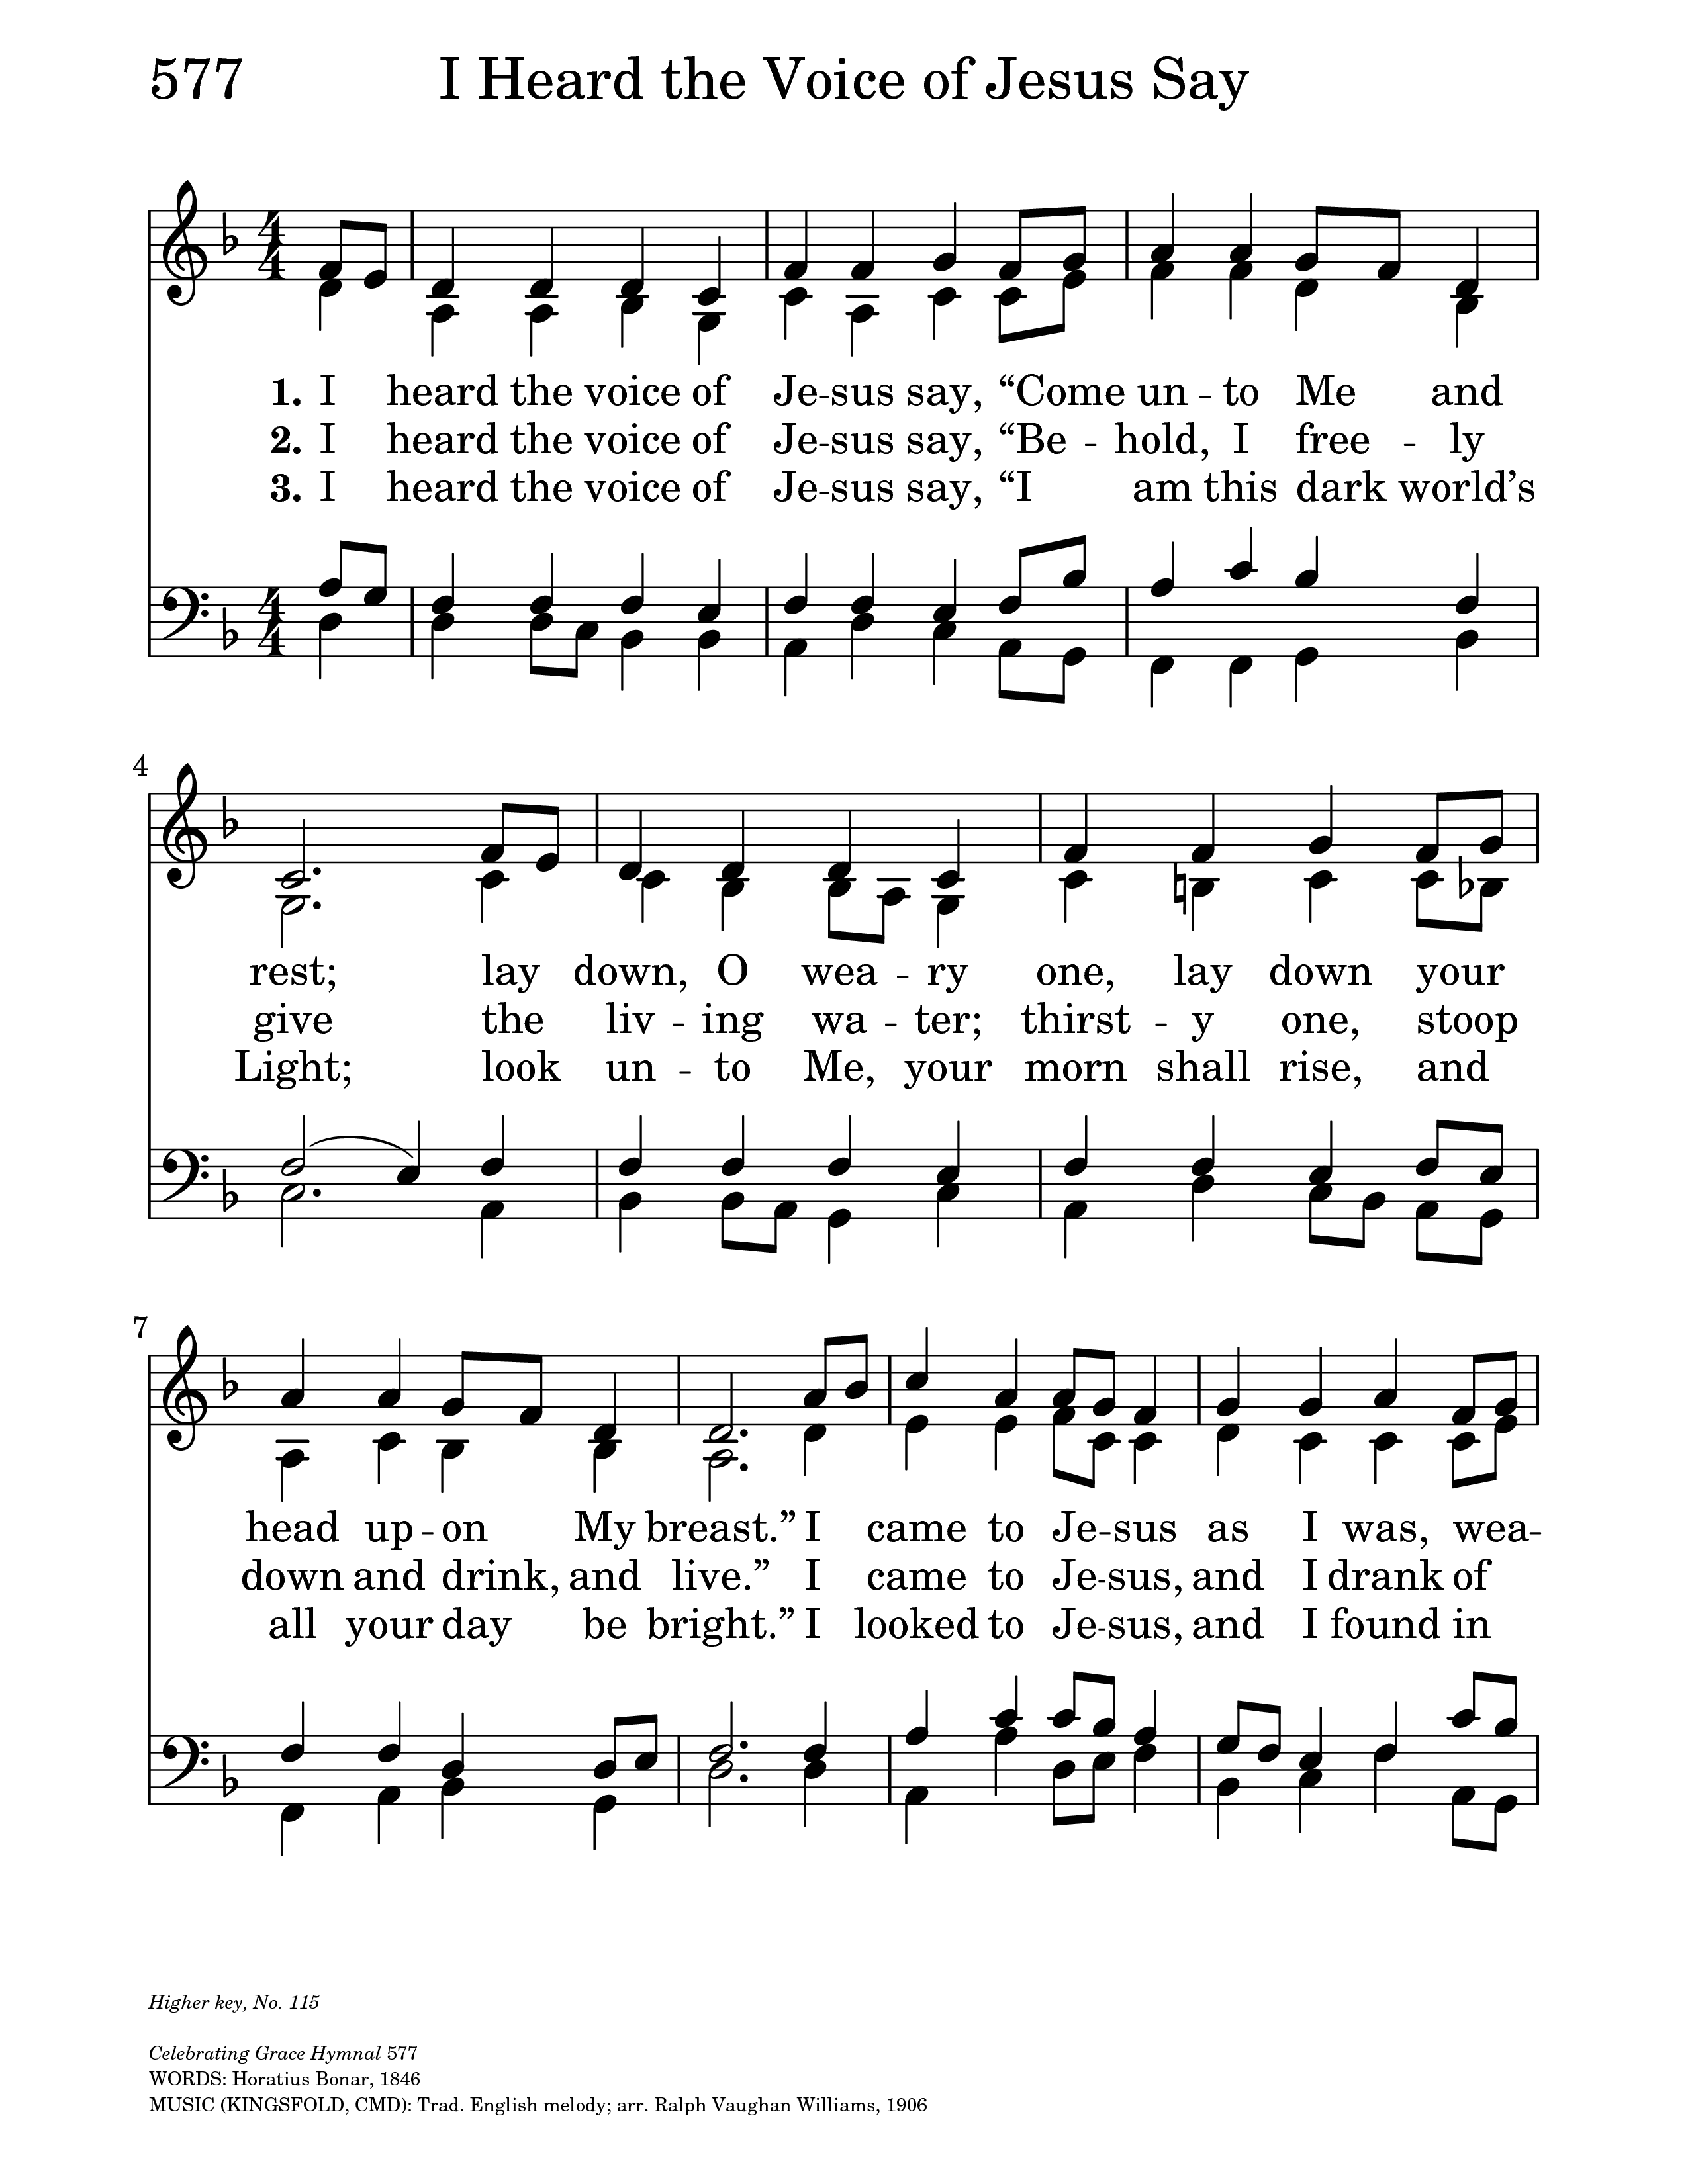 577 I Heard the Voice of Jesus Say
4
4
1. I heard the voice of Je - sus say, “Come un - to Me and
2. I heard the voice of Je - sus say, “Be - hold, I free - ly
3. I heard the voice of Je - sus say, “I am this dark world’s
4
4
4
rest; lay down, O wea - ry one, lay down your
give the liv - ing wa - ter; thirst - y one, stoop
Light; look un - to Me, your morn shall rise, and
7
head up - on My breast.” I came to Je - sus as I was, wea -
down and drink, and live.” I came to Je - sus, and I drank of
all your day be bright.” I looked to Je - sus, and I found in
Higher key, No. 115
Celebrating Grace Hymnal 577
WORDS: Horatius Bonar, 1846
MUSIC (KINGSFOLD, CMD): Trad. English melody; arr. Ralph Vaughan Williams, 1906